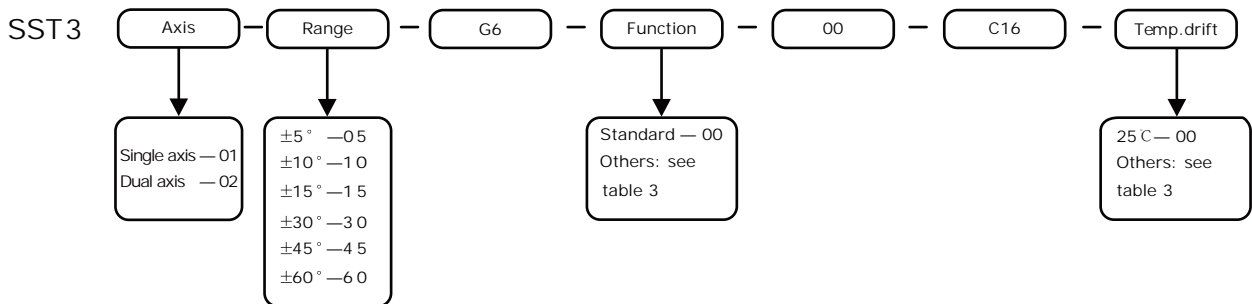 SST3 Axis — Range — G6 — Function — 00 — C16 — Temp.drift
Single axis — 01
Dual axis — 02
±5° —05
±10°—10
±15°—15
±30°—30
±45°—45
±60°—60
Standard — 00
Others: see
table 3
25℃— 00
Others: see
table 3